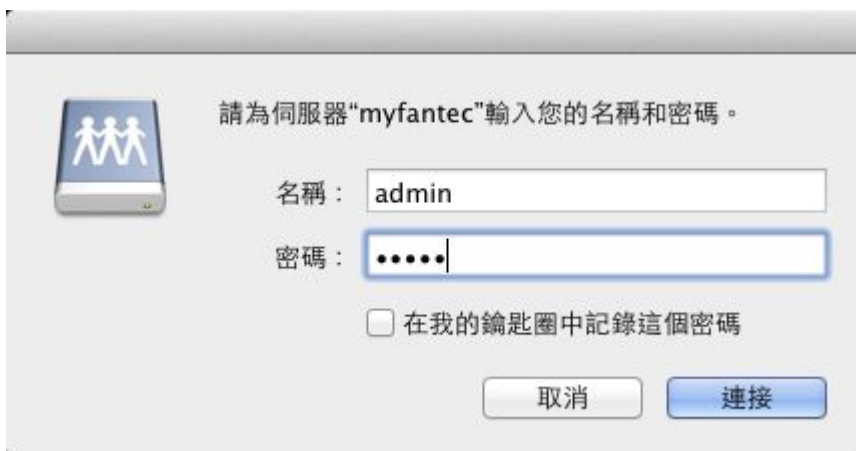 請為伺服器“myfantec”輸入您的名稱和密碼。
名稱： admin
密碼： •••••
在我的鑰匙圈中記錄這個密碼
取消 連接